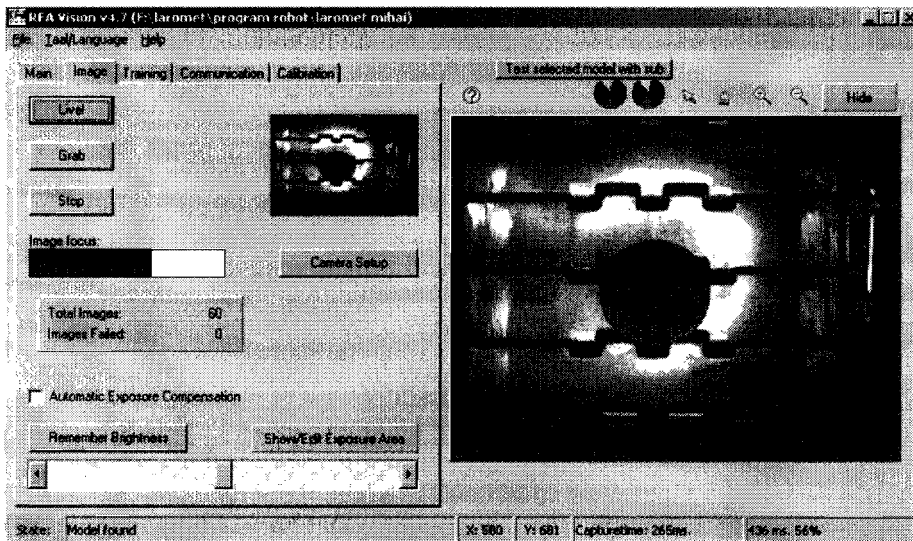 REA Vision v4.7 (F:\laromet\program robot\laromet mihai)
File Tool/Language Help
Main Image Training Communication Calibration
Test selected model with sub
Live!
Hide
Grab
Stop
Image focus:
Camera Setup
Total Images: 60
Images Failed: 0
Automatic Exposure Compensation
Remember Brightness
Show/Edit Exposure Area
State: Model found
X: 680 Y: 681 Capturetime: 265ms. 436 ms. 56%